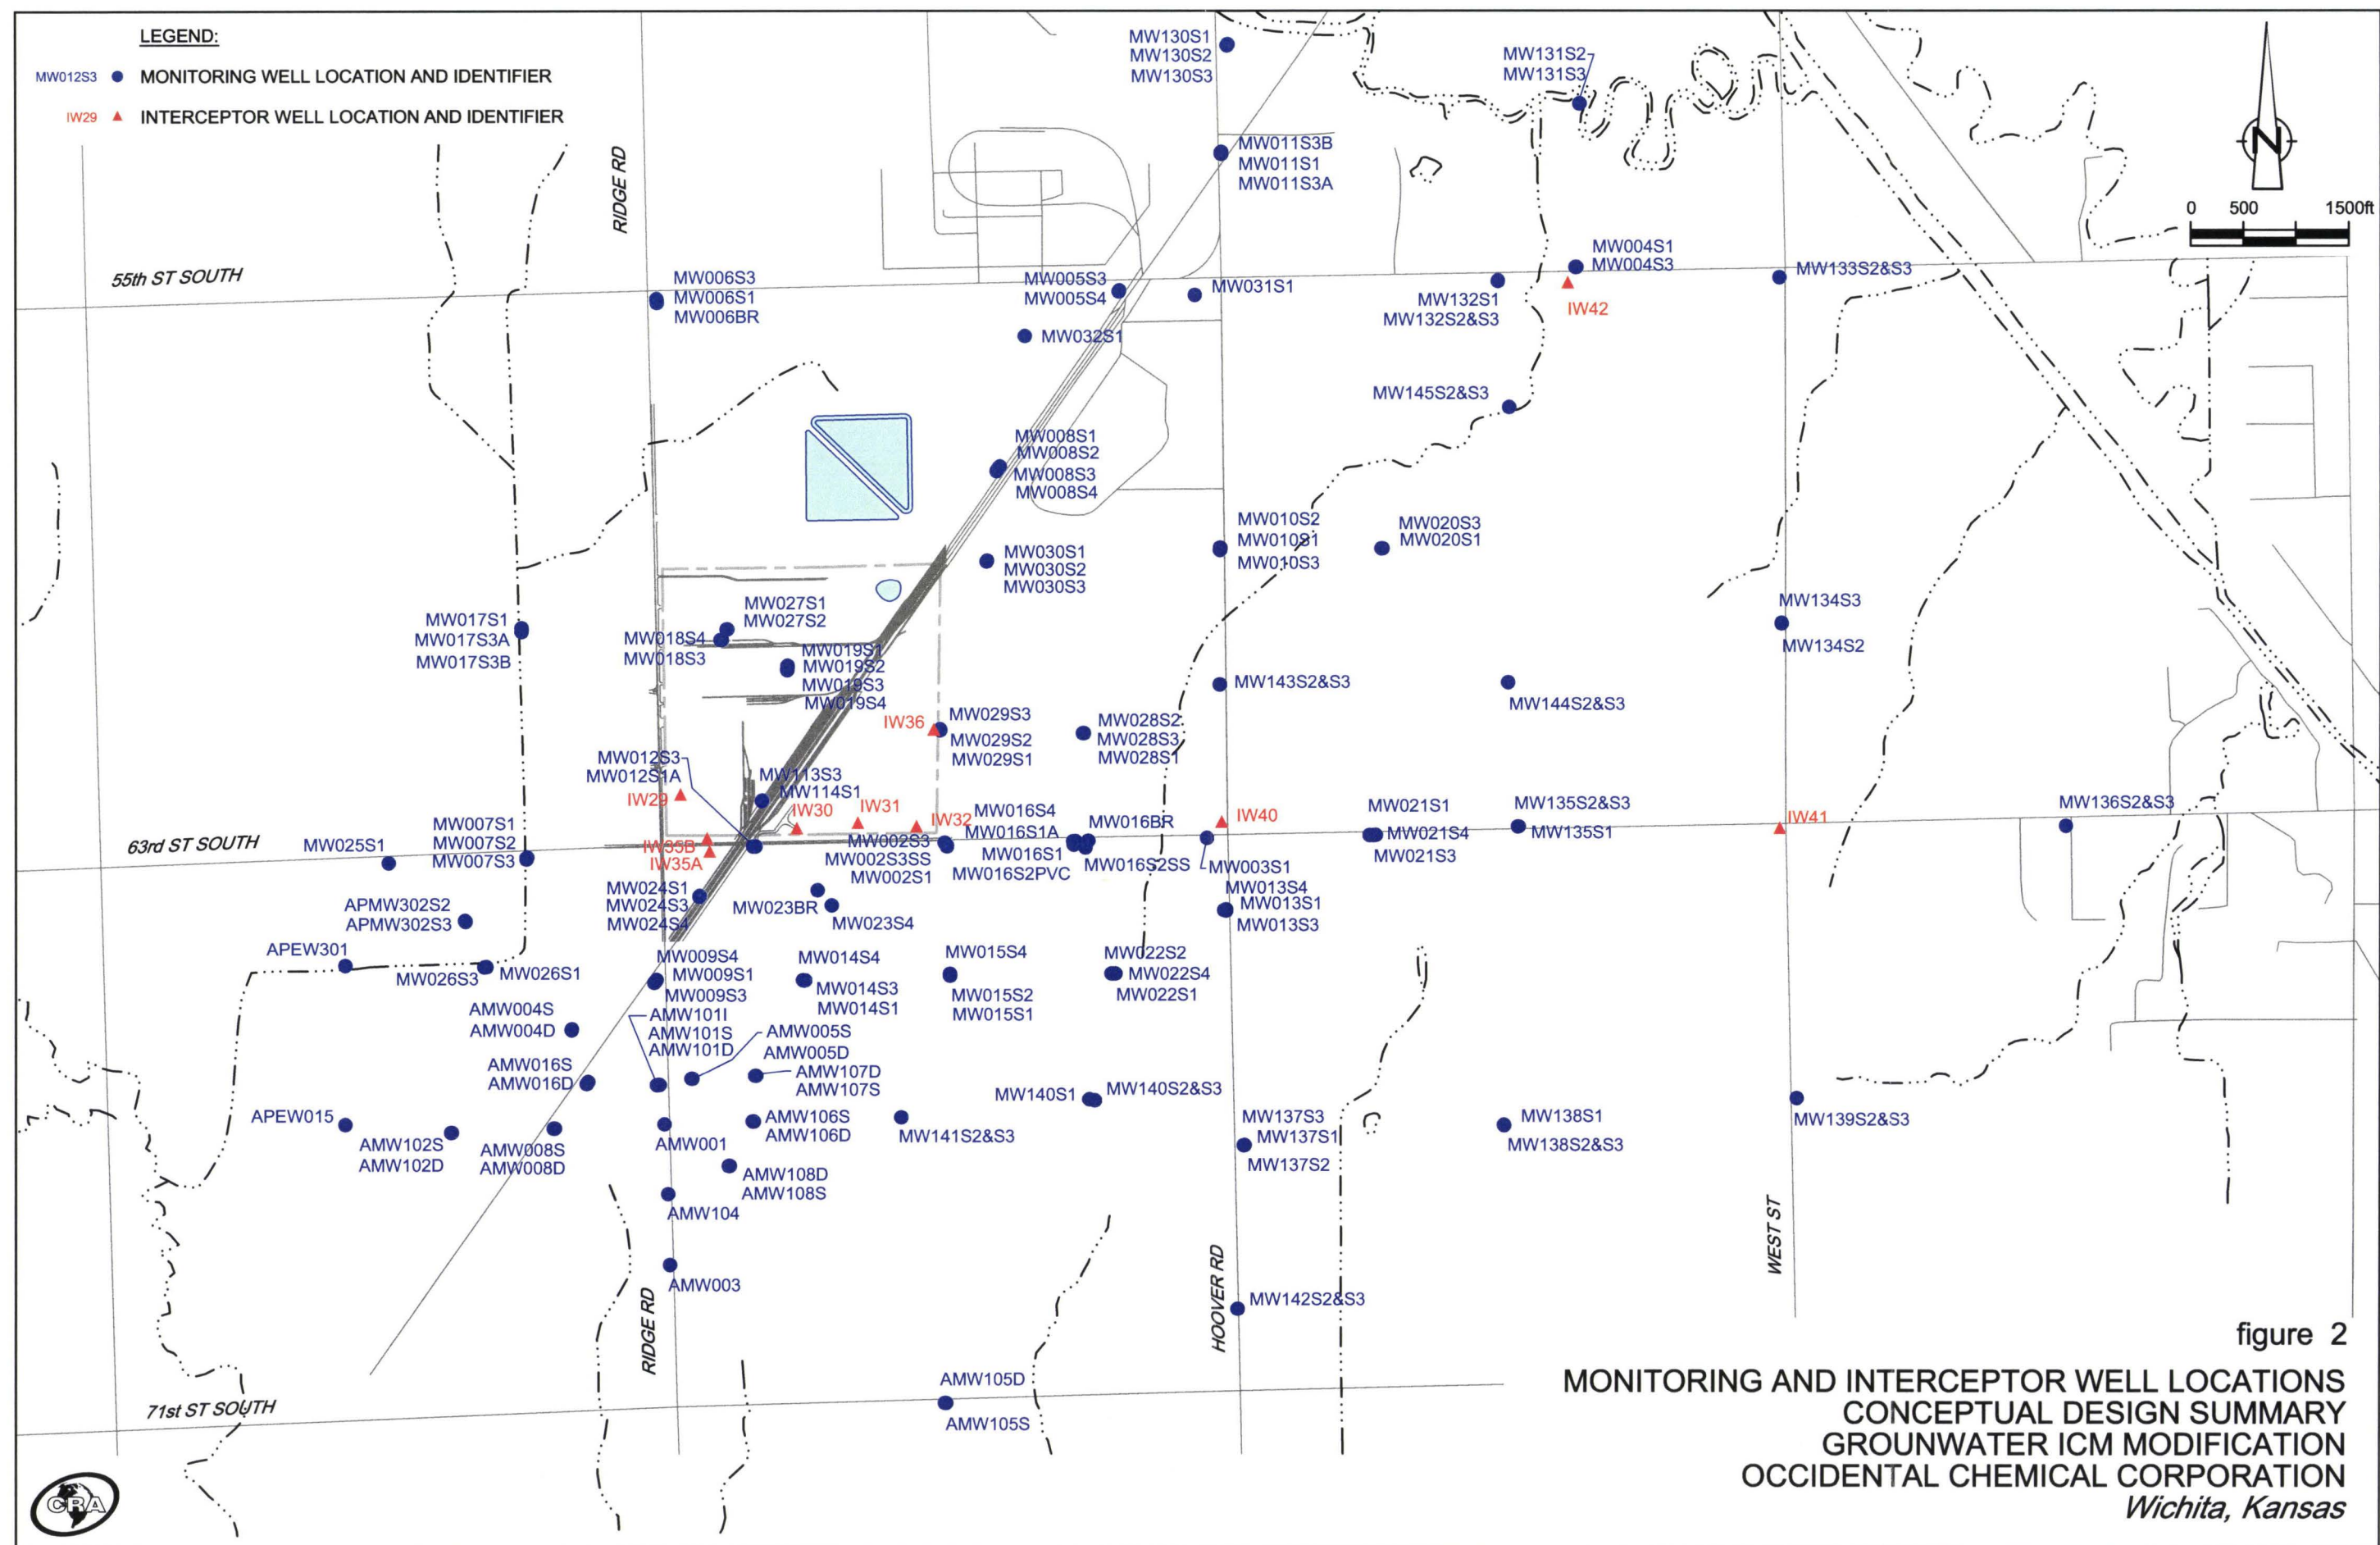 LEGEND:
MW012S3 MONITORING WELL LOCATION AND IDENTIFIER
IW29 INTERCEPTOR WELL LOCATION AND IDENTIFIER
MW130S1
MW130S2
MW130S3
MW131S2
MW131S3
N
0 500 1500ft
RIDGE RD
MW011S3B
MW011S1
MW011S3A
55th ST SOUTH
MW006S3
MW006S1
MW006BR
MW005S3
MW005S4
MW031S1
MW032S1
MW004S1
MW004S3
MW132S1
MW132S2&S3
IW42
MW133S2&S3
MW145S2&S3
MW008S1
MW008S2
MW008S3
MW008S4
MW010S2
MW010S1
MW010S3
MW020S3
MW020S1
MW030S1
MW030S2
MW030S3
MW017S1
MW017S3A
MW017S3B
MW027S1
MW027S2
MW018S4
MW018S3
MW019S1
MW019S2
MW019S3
MW019S4
MW134S3
MW134S2
MW143S2&S3
MW144S2&S3
IW36
MW029S3
MW029S2
MW029S1
MW028S2
MW028S3
MW028S1
MW012S3
MW012S1A
MW113S3
MW114S1
IW29
IW30
IW31
IW32
IW40
IW41
63rd ST SOUTH
MW025S1
MW007S1
MW007S2
MW007S3
IW35A
MW002S3
MW002S3SS
MW002S1
MW016S4
MW016S1A
MW016S1
MW016S2PVC
MW016BR
MW016S2SS
MW003S1
MW021S1
MW021S4
MW021S3
MW135S2&S3
MW135S1
MW136S2&S3
MW024S1
MW024S3
MW024S4
MW023BR
MW023S4
MW013S4
MW013S1
MW013S3
APMW302S2
APMW302S3
APEW301
MW026S3
MW026S1
MW009S4
MW009S1
MW009S3
MW014S4
MW014S3
MW014S1
MW015S4
MW015S2
MW015S1
MW022S2
MW022S4
MW022S1
AMW004S
AMW004D
AMW101I
AMW101S
AMW101D
AMW005S
AMW005D
AMW016S
AMW016D
AMW107D
AMW107S
MW140S1
MW140S2&S3
APEW015
AMW102S
AMW102D
AMW008S
AMW008D
AMW001
AMW106S
AMW106D
MW141S2&S3
MW137S3
MW137S1
MW137S2
MW138S1
MW138S2&S3
MW139S2&S3
AMW108D
AMW108S
AMW104
AMW003
RIDGE RD
HOOVER RD
WEST ST
MW142S2&S3
AMW105D
AMW105S
71st ST SOUTH
figure 2
MONITORING AND INTERCEPTOR WELL LOCATIONS
CONCEPTUAL DESIGN SUMMARY
GROUNWATER ICM MODIFICATION
OCCIDENTAL CHEMICAL CORPORATION
Wichita, Kansas
CRA